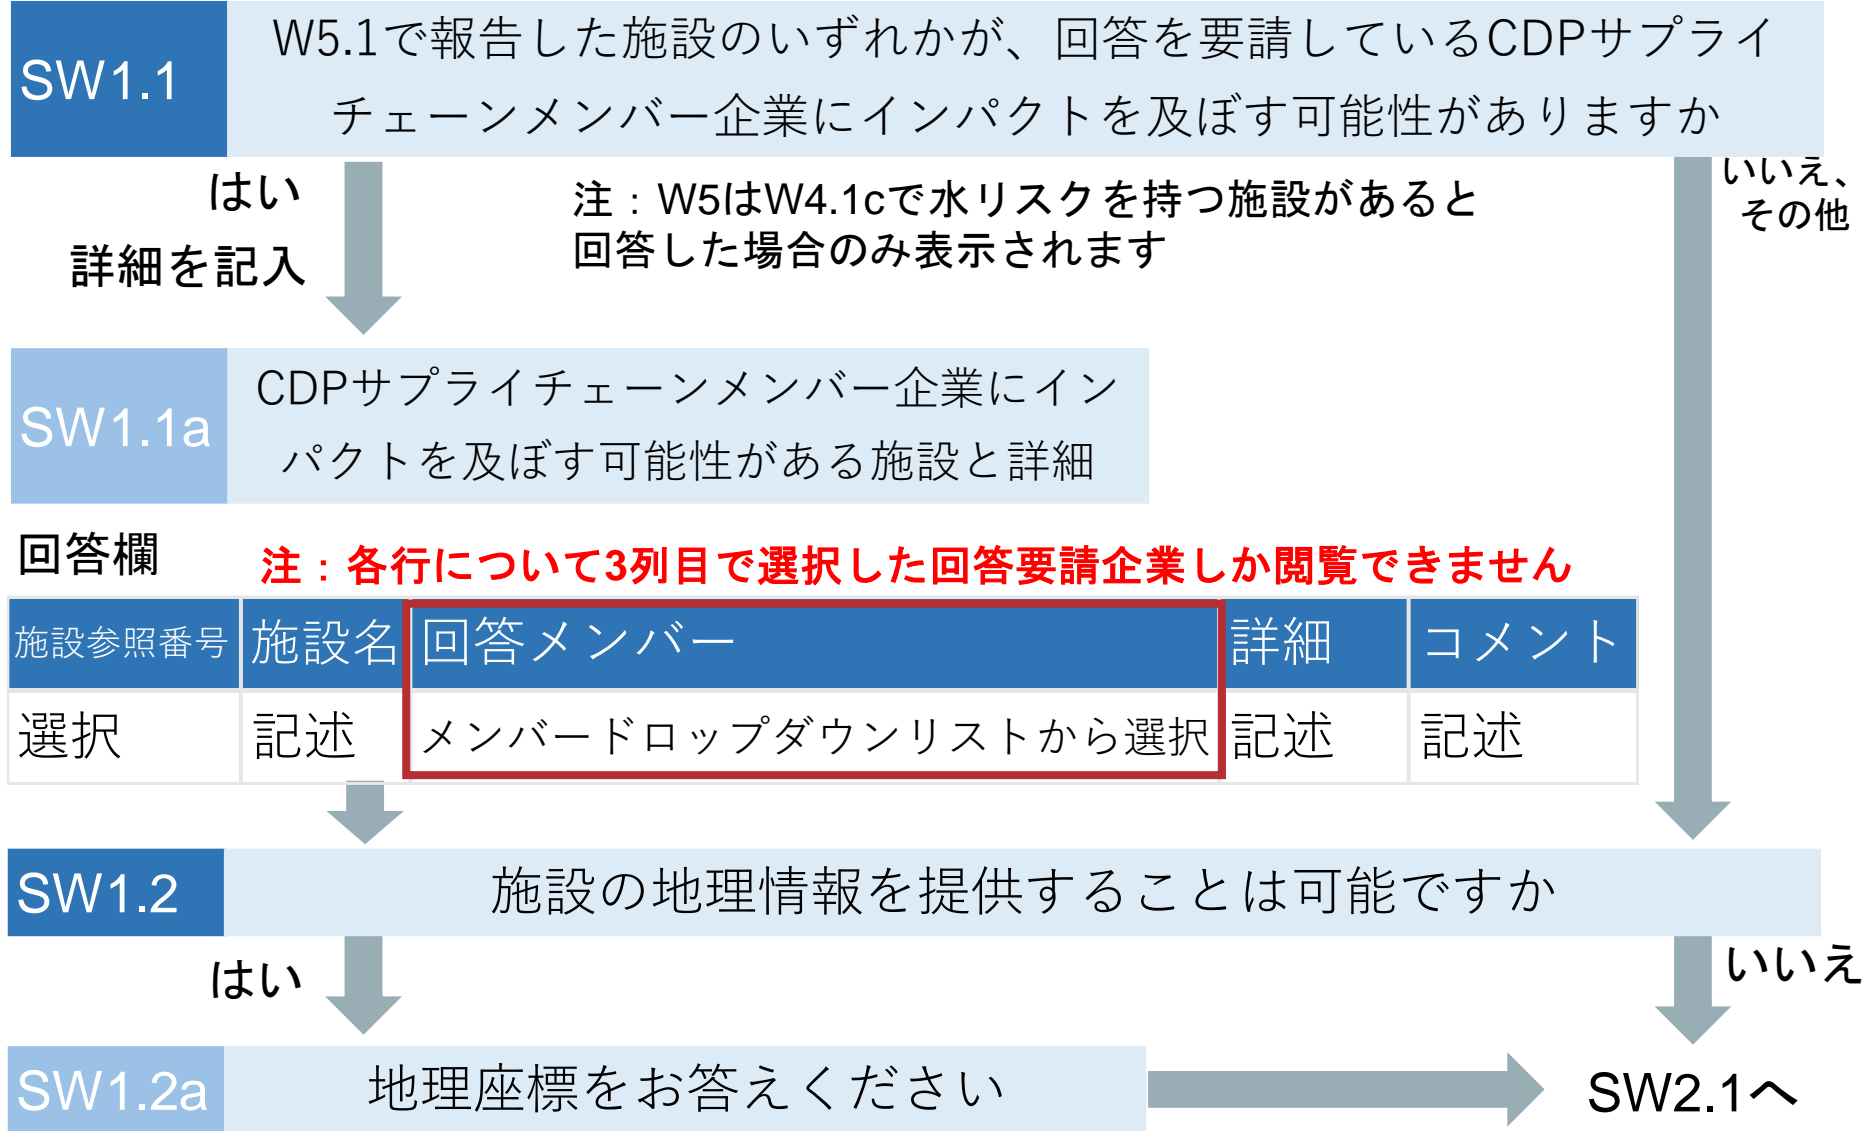 SW1.1
W5.1で報告した施設のいずれかが、回答を要請しているCDPサプライ
チェーンメンバー企業にインパクトを及ぼす可能性がありますか
はい
詳細を記入
注：W5はW4.1cで水リスクを持つ施設があると
回答した場合のみ表示されます
いいえ、
その他
SW1.1a
CDPサプライチェーンメンバー企業にイン
パクトを及ぼす可能性がある施設と詳細
回答欄
注：各行について3列目で選択した回答要請企業しか閲覧できません
施設参照番号 施設名 回答メンバー 詳細 コメント
選択 記述 メンバードロップダウンリストから選択 記述 記述
SW1.2
施設の地理情報を提供することは可能ですか
はい
いいえ
SW1.2a
地理座標をお答えください
SW2.1へ